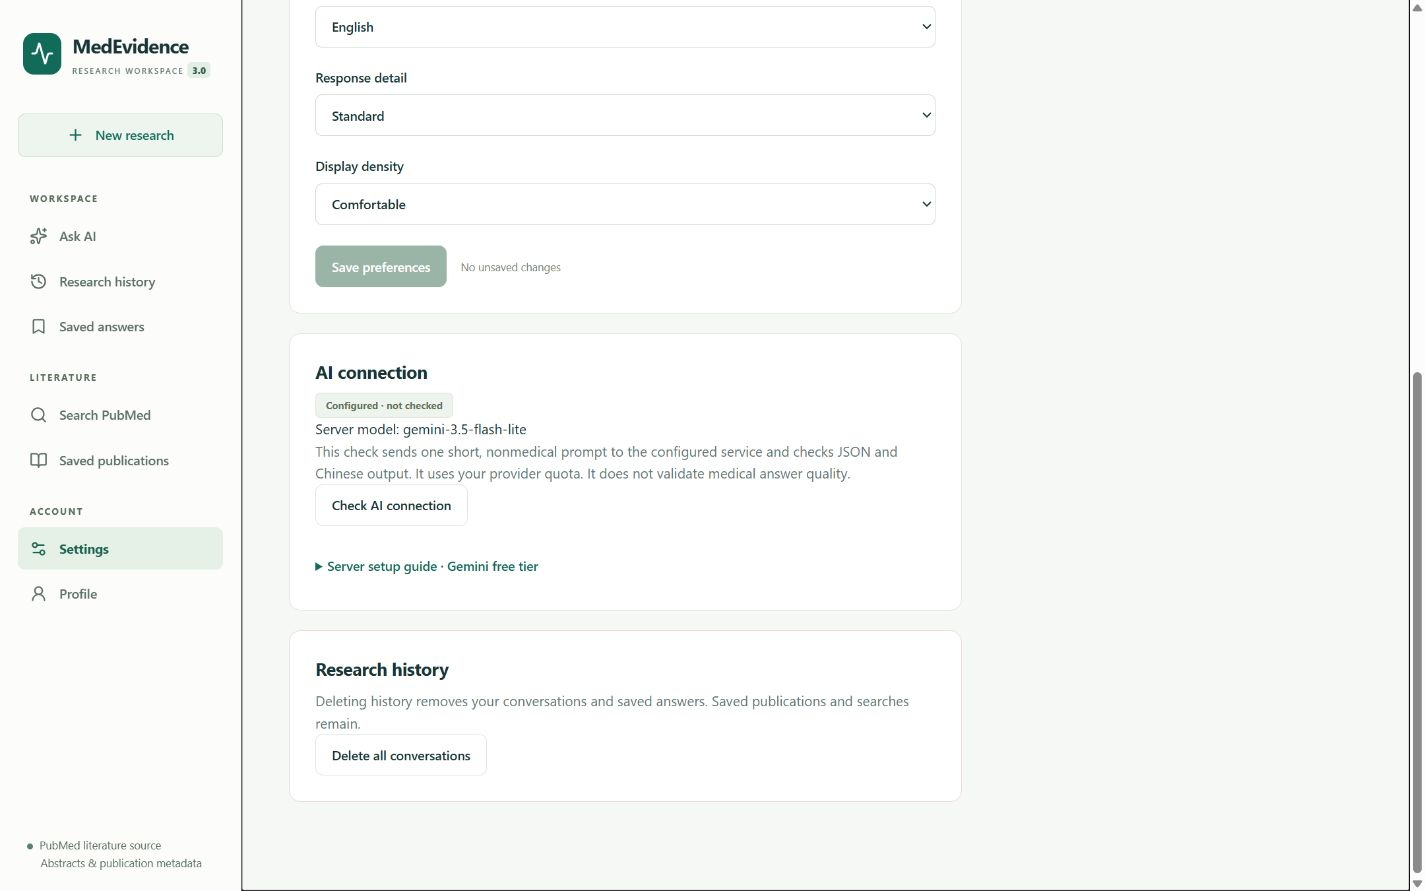 MedEvidence
RESEARCH WORKSPACE 3.0
New research
WORKSPACE
Ask AI
Research history
Saved answers
LITERATURE
Search PubMed
Saved publications
ACCOUNT
Settings
Profile
PubMed literature source
Abstracts & publication metadata
English
Response detail
Standard
Display density
Comfortable
Save preferences
No unsaved changes
AI connection
Configured · not checked
Server model: gemini-3.5-flash-lite
This check sends one short, nonmedical prompt to the configured service and checks JSON and
Chinese output. It uses your provider quota. It does not validate medical answer quality.
Check AI connection
Server setup guide · Gemini free tier
Research history
Deleting history removes your conversations and saved answers. Saved publications and searches
remain.
Delete all conversations